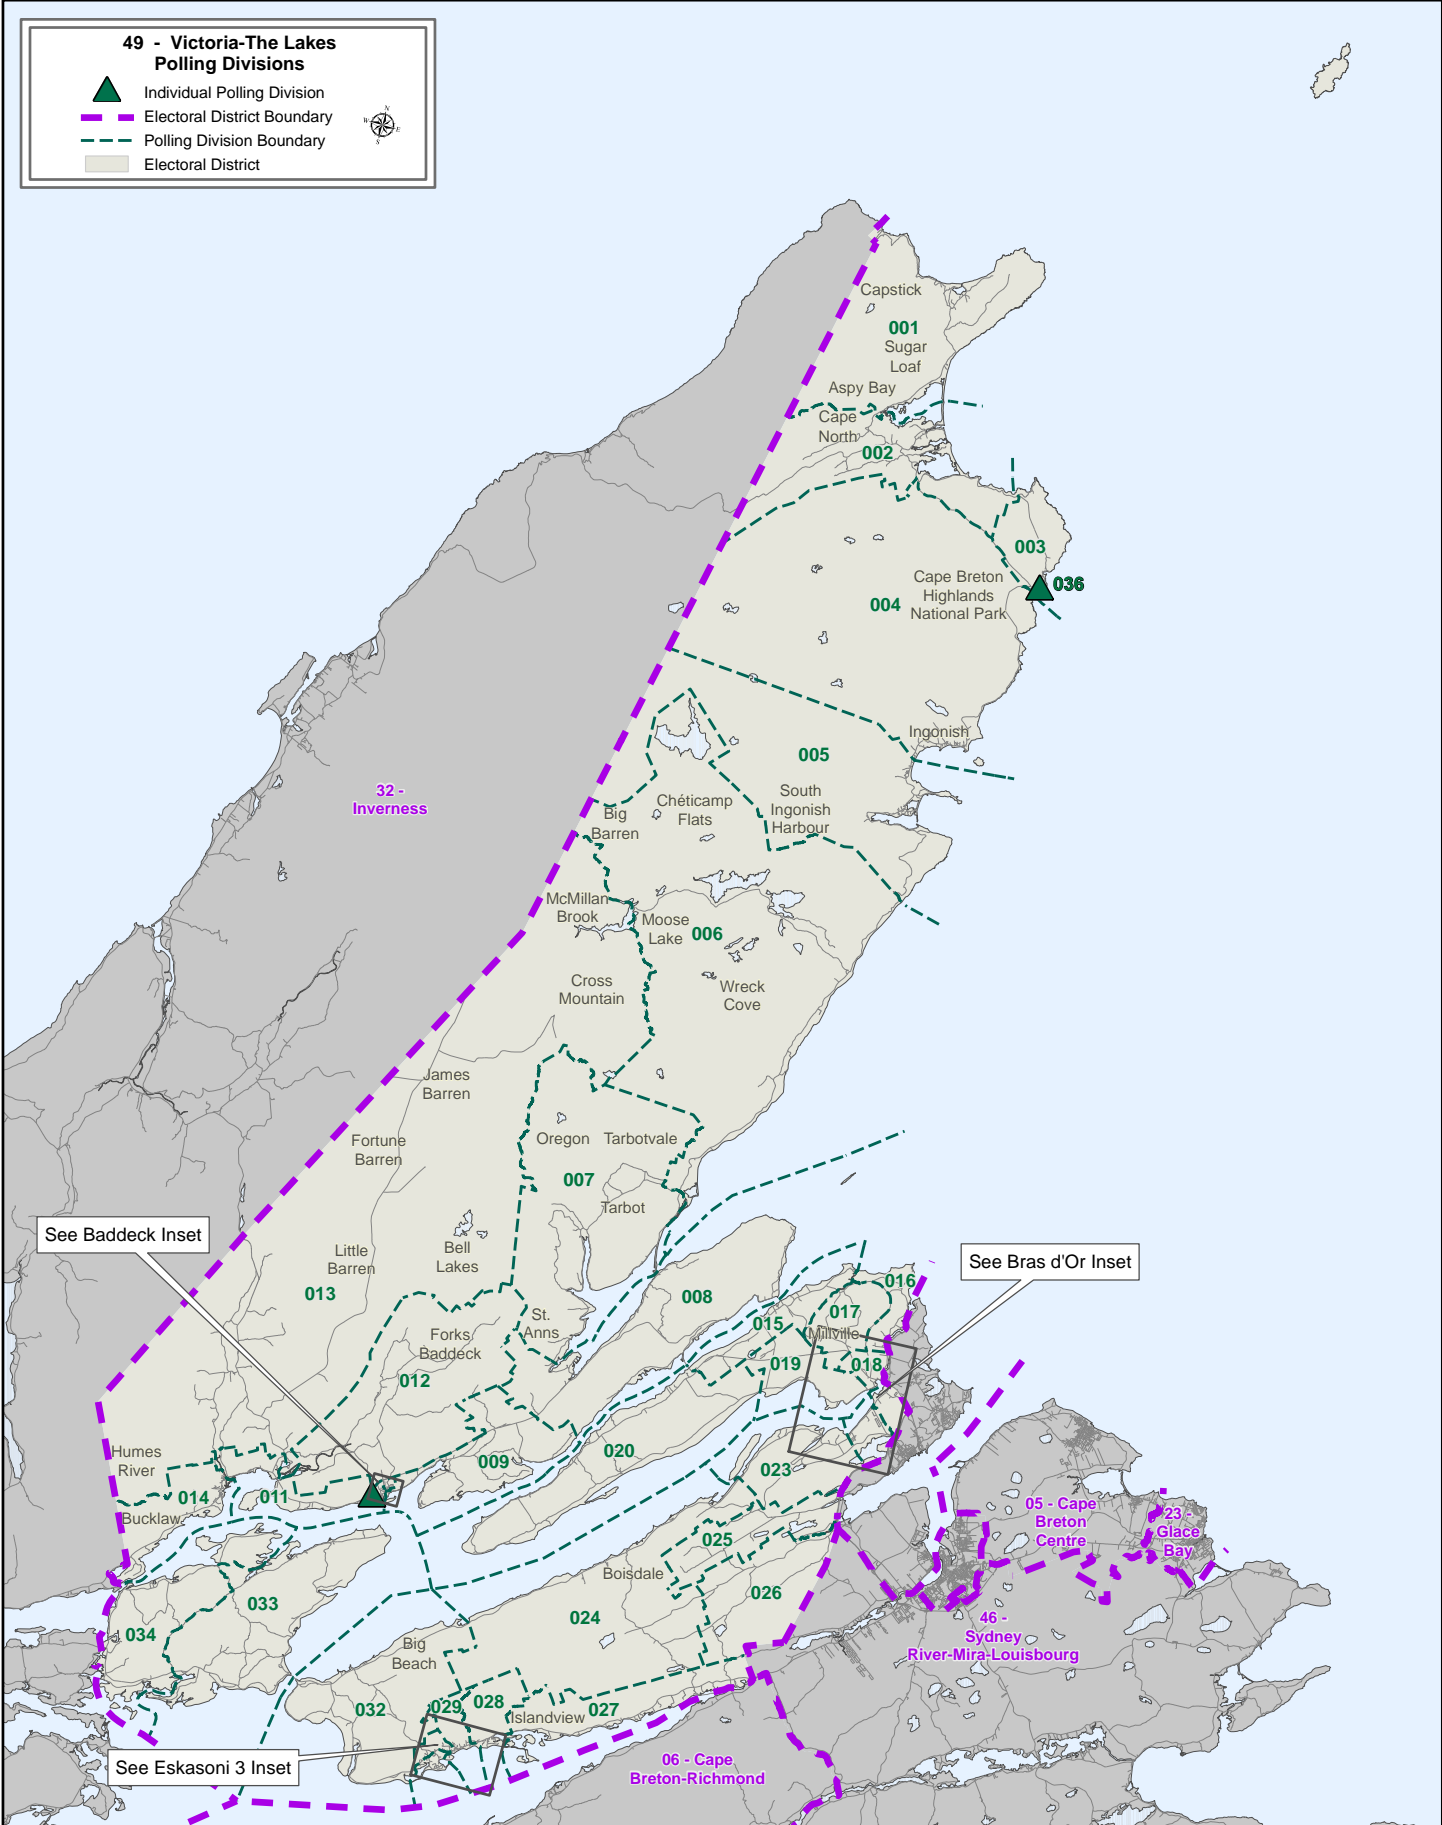 49 - Victoria-The Lakes
Polling Divisions
Individual Polling Division
Electoral District Boundary
Polling Division Boundary
Electoral District
N
W
E
S
Capstick
001
Sugar
Loaf
Aspy Bay
Cape
North
002
003
036
Cape Breton
Highlands
National Park
004
Ingonish
005
32 -
Inverness
South
Ingonish
Harbour
Chéticamp
Flats
Big
Barren
McMillan
Brook
Moose
Lake
006
Cross
Mountain
Wreck
Cove
James
Barren
Fortune
Barren
Oregon
Tarbotvale
007
Tarbot
See Baddeck Inset
Little
Barren
Bell
Lakes
See Bras d'Or Inset
013
008
016
017
015
Millville
St.
Anns
Forks
Baddeck
019
018
012
Humes
River
009
020
023
014
011
Bucklaw
05 - Cape
Breton
Centre
23 -
Glace
Bay
025
Boisdale
026
033
024
034
46 -
Sydney
River-Mira-Louisbourg
Big
Beach
032
029
028
027
Islandview
See Eskasoni 3 Inset
06 - Cape
Breton-Richmond